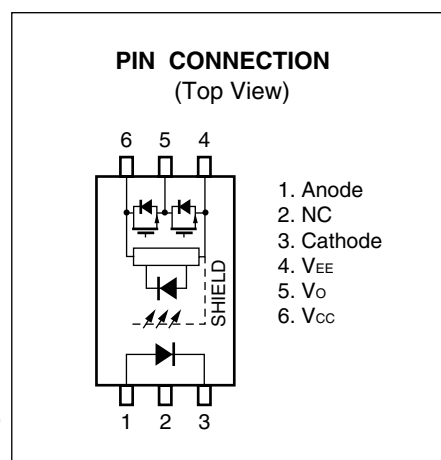 PIN CONNECTION
(Top View)
6 5 4
1. Anode
2. NC
3. Cathode
4. VEE
5. VO
6. VCC
SHIELD
1 2 3